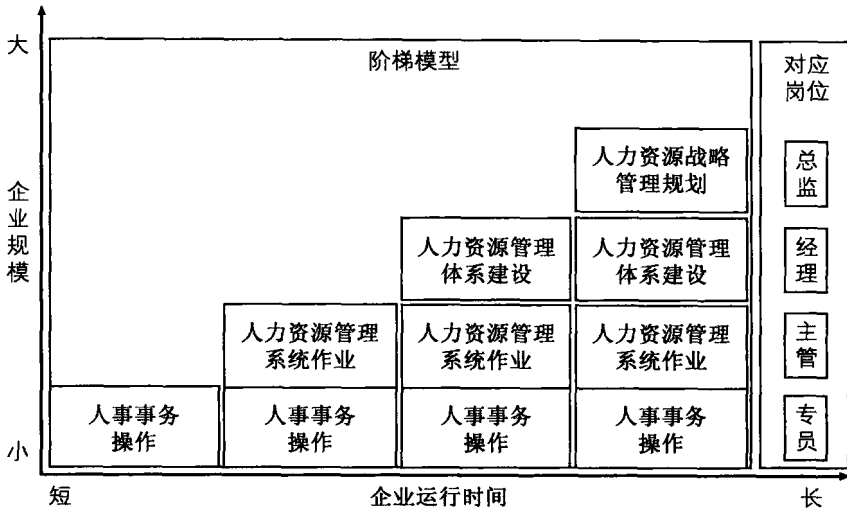 大
阶梯模型
对应
岗位
人力资源战略
管理规划
总
监
企
业
规
模
人力资源管理
体系建设
人力资源管理
体系建设
经
理
人力资源管理
系统作业
人力资源管理
系统作业
人力资源管理
系统作业
主
管
人事事务
操作
人事事务
操作
人事事务
操作
人事事务
操作
专
员
小
短
企业运行时间
长